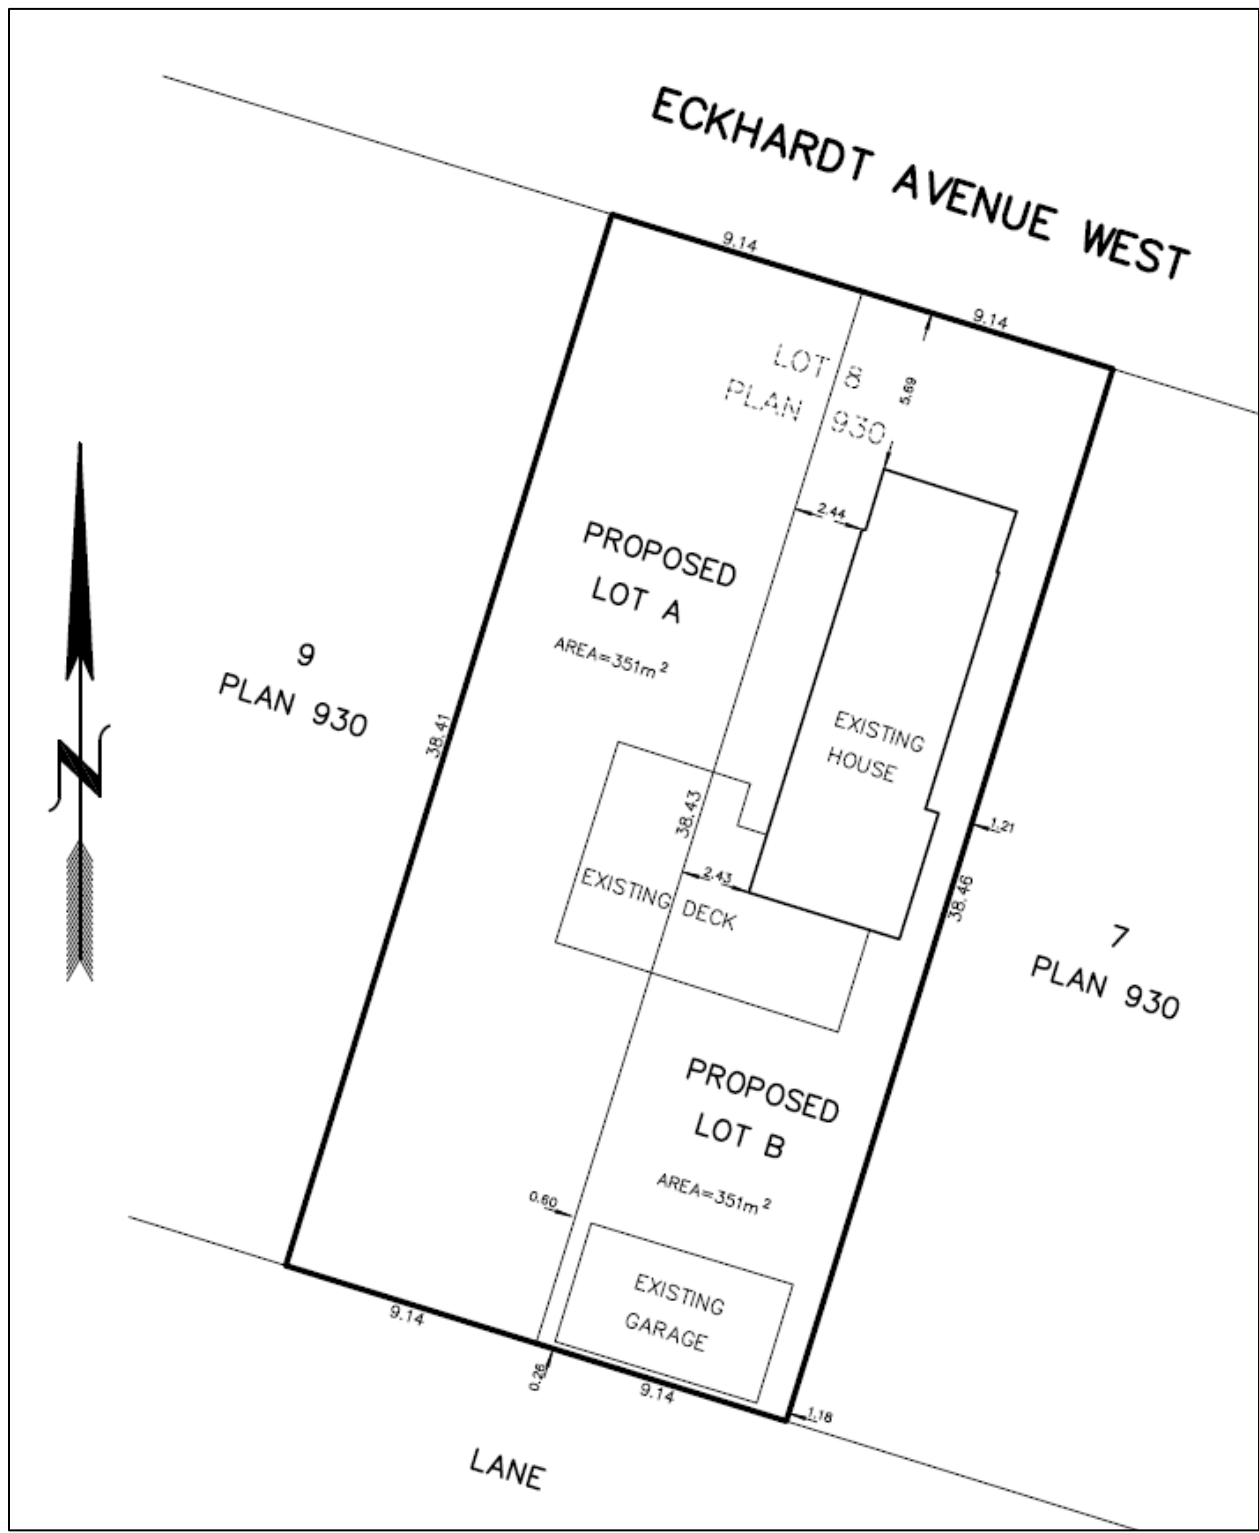 ECKHARDT AVENUE WEST
9.14
9.14
LOT 8
PLAN 930
5.69
2.44
PROPOSED
LOT A
AREA=351m²
9
PLAN 930
38.41
N
EXISTING
HOUSE
38.43
1.21
2.43
38.46
EXISTING DECK
7
PLAN 930
PROPOSED
LOT B
AREA=351m²
0.60
EXISTING
GARAGE
9.14
0.26
9.14
1.18
LANE